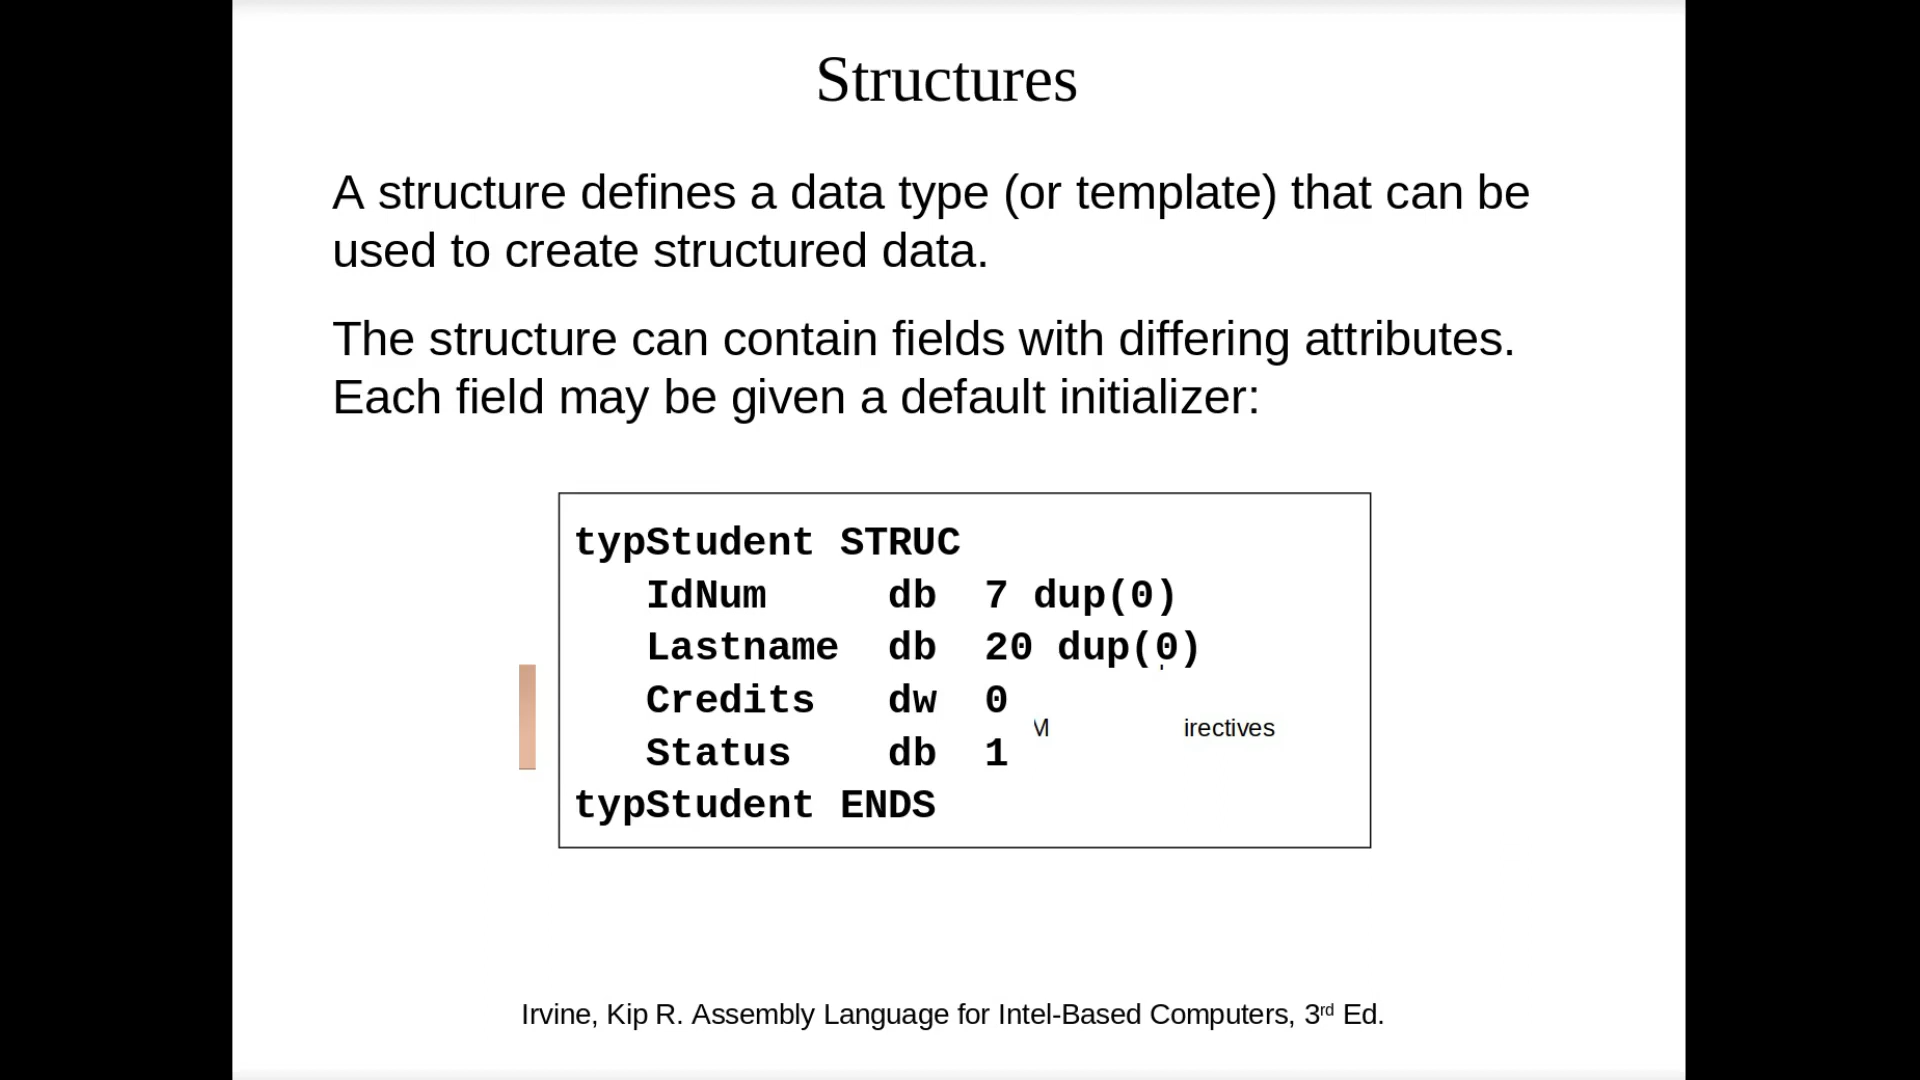 Structures
A structure defines a data type (or template) that can be
used to create structured data.
The structure can contain fields with differing attributes.
Each field may be given a default initializer:
typStudent STRUC
IdNum db 7 dup(0)
Lastname db 20 dup(0)
Credits dw 0
M irectives
Status db 1
typStudent ENDS
Irvine, Kip R. Assembly Language for Intel-Based Computers, 3rd Ed.